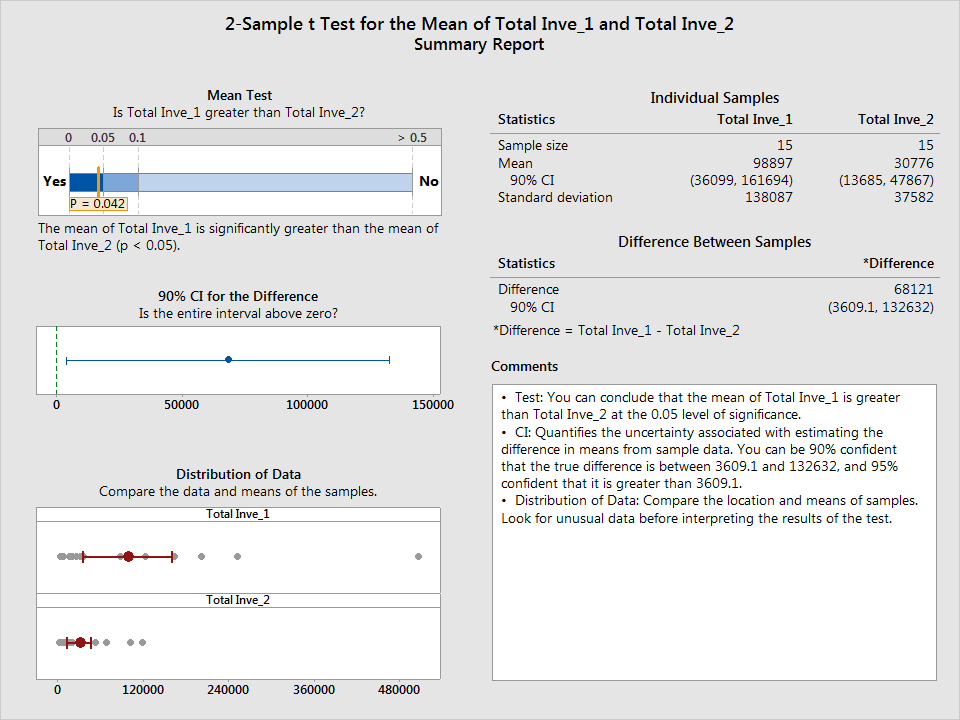 2-Sample t Test for the Mean of Total Inve_1 and Total Inve_2
Summary Report
Mean Test
Is Total Inve_1 greater than Total Inve_2?
0 0.05 0.1 > 0.5
Yes No
P = 0.042
The mean of Total Inve_1 is significantly greater than the mean of
Total Inve_2 (p < 0.05).
90% CI for the Difference
Is the entire interval above zero?
0 50000 100000 150000
Distribution of Data
Compare the data and means of the samples.
Total Inve_1
Total Inve_2
0 120000 240000 360000 480000
Individual Samples
Statistics Total Inve_1 Total Inve_2
Sample size 15 15
Mean 98897 30776
90% CI (36099, 161694) (13685, 47867)
Standard deviation 138087 37582
Difference Between Samples
Statistics *Difference
Difference 68121
90% CI (3609.1, 132632)
*Difference = Total Inve_1 - Total Inve_2
Comments
• Test: You can conclude that the mean of Total Inve_1 is greater
than Total Inve_2 at the 0.05 level of significance.
• CI: Quantifies the uncertainty associated with estimating the
difference in means from sample data. You can be 90% confident
that the true difference is between 3609.1 and 132632, and 95%
confident that it is greater than 3609.1.
• Distribution of Data: Compare the location and means of samples.
Look for unusual data before interpreting the results of the test.